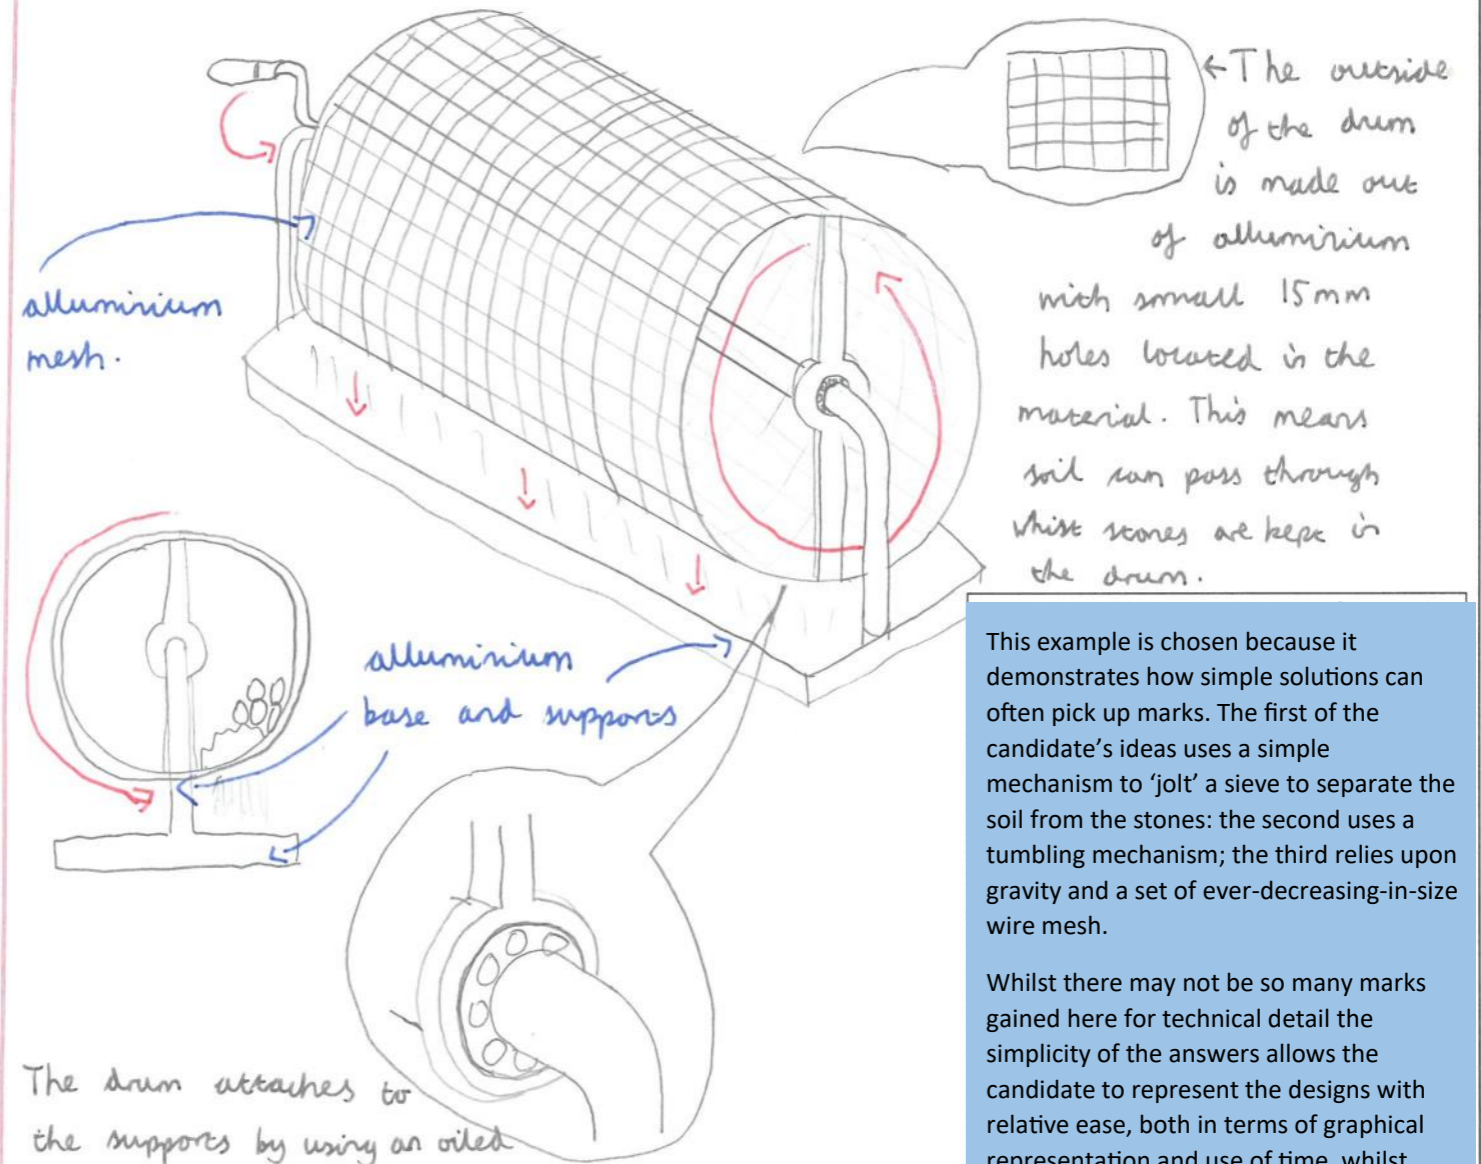 ←The outside
of the drum
is made out
of alluminium
with small 15mm
holes located in the
material. This means
soil can pass through
whist stones are kept in
the drum.
alluminium
mesh.
alluminium
base and supports
The drum attaches to
the supports by using an oiled
This example is chosen because it
demonstrates how simple solutions can
often pick up marks. The first of the
candidate’s ideas uses a simple
mechanism to ‘jolt’ a sieve to separate the
soil from the stones: the second uses a
tumbling mechanism; the third relies upon
gravity and a set of ever-decreasing-in-size
wire mesh.
Whilst there may not be so many marks
gained here for technical detail the
simplicity of the answers allows the
candidate to represent the designs with
relative ease, both in terms of graphical
representation and use of time, whilst